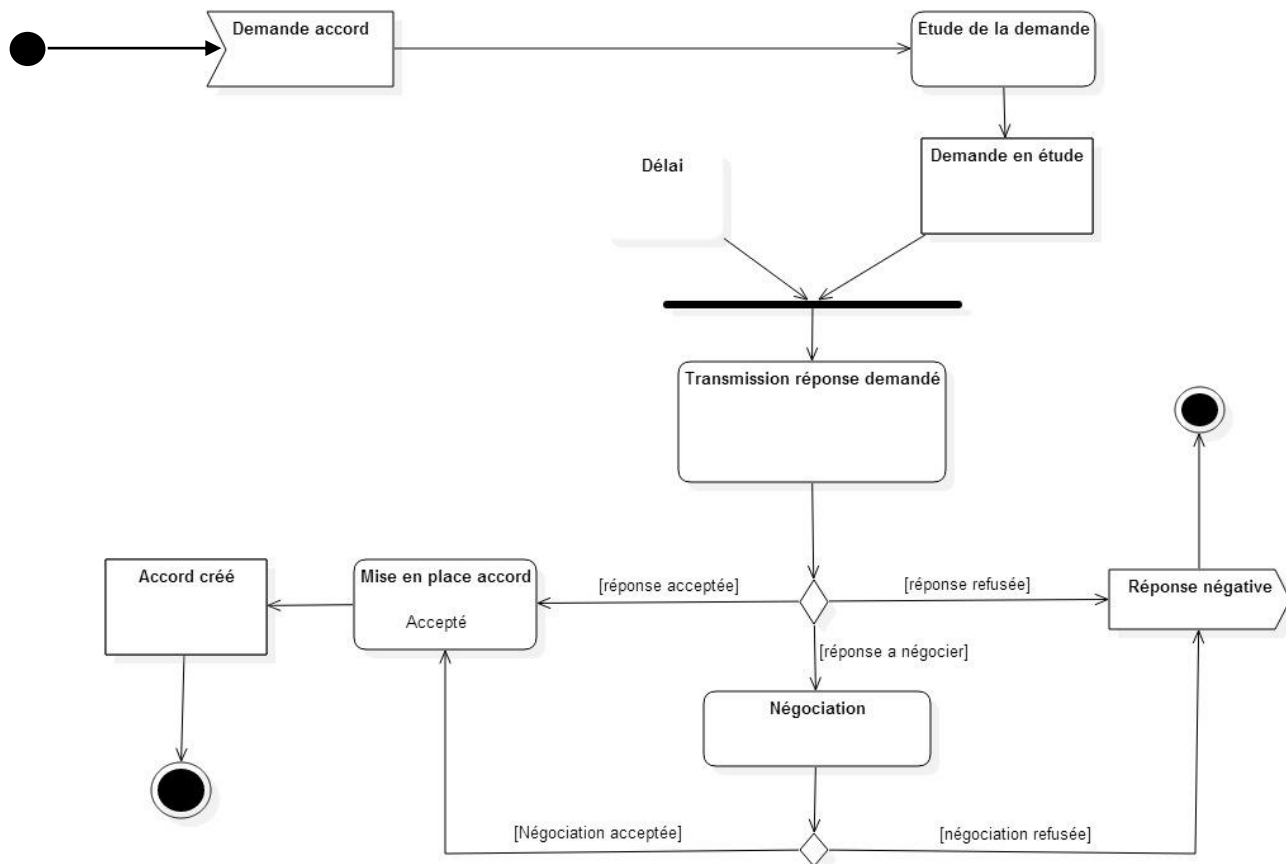 Demande accord
Etude de la demande
Délai
Demande en étude
Transmission réponse demandé
Accord créé
Mise en place accord
Accepté
[réponse acceptée]
[réponse refusée]
Réponse négative
[réponse a négocier]
Négociation
[Négociation acceptée]
[négociation refusée]